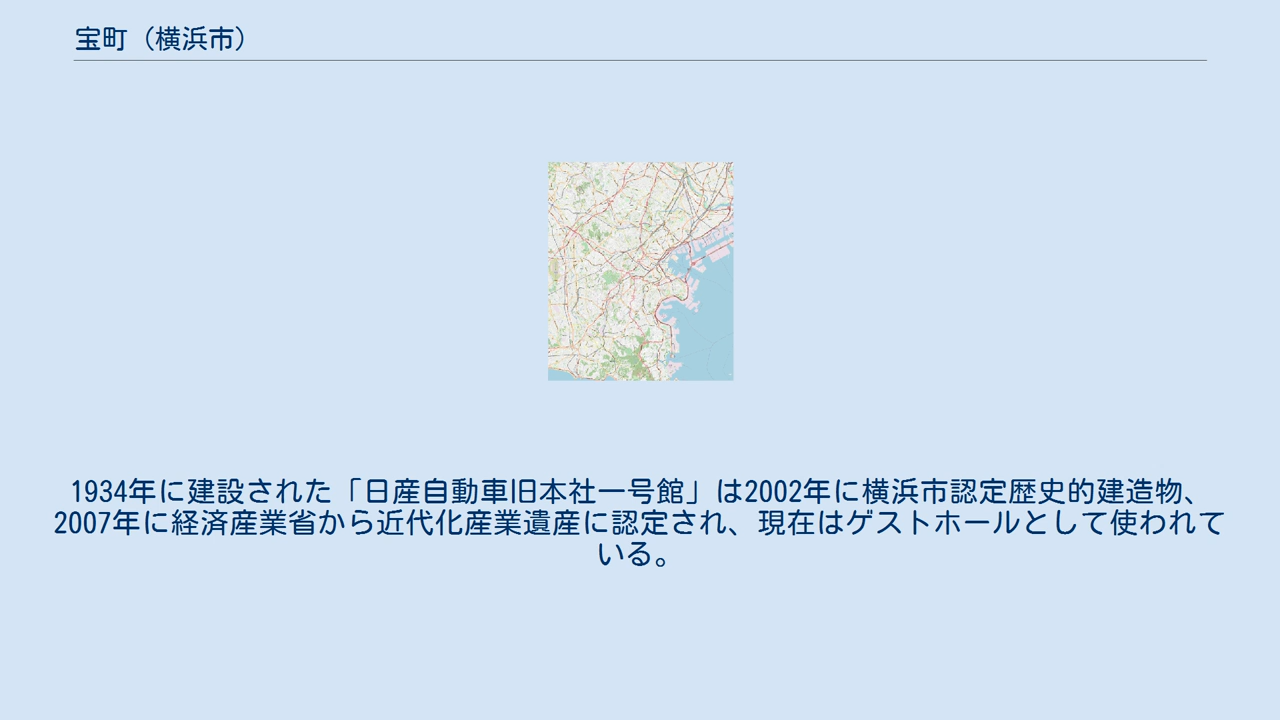 宝町（横浜市）
1934年に建設された「日産自動車旧本社一号館」は2002年に横浜市認定歴史的建造物、
2007年に経済産業省から近代化産業遺産に認定され、現在はゲストホールとして使われて
いる。